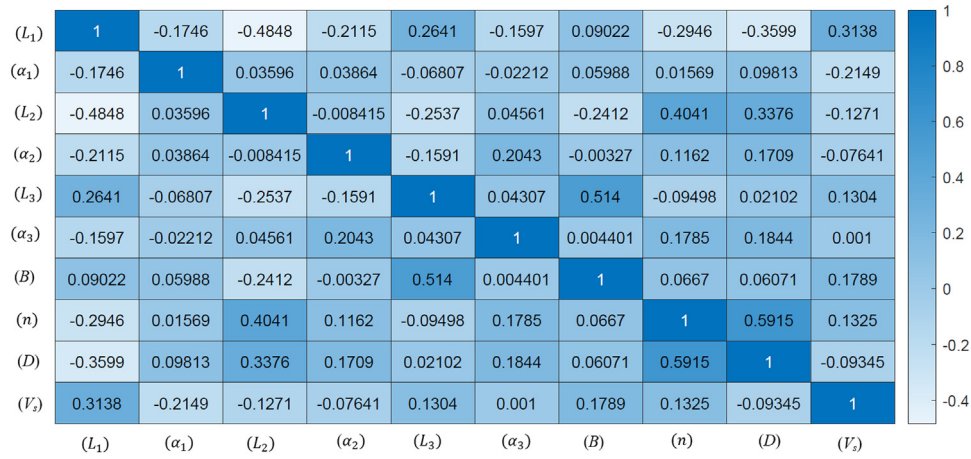 (L₁) 1 -0.1746 -0.4848 -0.2115 0.2641 -0.1597 0.09022 -0.2946 -0.3599 0.3138
(α₁) -0.1746 1 0.03596 0.03864 -0.06807 -0.02212 0.05988 0.01569 0.09813 -0.2149
(L₂) -0.4848 0.03596 1 -0.008415 -0.2537 0.04561 -0.2412 0.4041 0.3376 -0.1271
(α₂) -0.2115 0.03864 -0.008415 1 -0.1591 0.2043 -0.00327 0.1162 0.1709 -0.07641
(L₃) 0.2641 -0.06807 -0.2537 -0.1591 1 0.04307 0.514 -0.09498 0.02102 0.1304
(α₃) -0.1597 -0.02212 0.04561 0.2043 0.04307 1 0.004401 0.1785 0.1844 0.001
(B) 0.09022 0.05988 -0.2412 -0.00327 0.514 0.004401 1 0.0667 0.06071 0.1789
(n) -0.2946 0.01569 0.4041 0.1162 -0.09498 0.1785 0.0667 1 0.5915 0.1325
(D) -0.3599 0.09813 0.3376 0.1709 0.02102 0.1844 0.06071 0.5915 1 -0.09345
(Vₛ) 0.3138 -0.2149 -0.1271 -0.07641 0.1304 0.001 0.1789 0.1325 -0.09345 1
(L₁) (α₁) (L₂) (α₂) (L₃) (α₃) (B) (n) (D) (Vₛ)
1
0.8
0.6
0.4
0.2
0
-0.2
-0.4